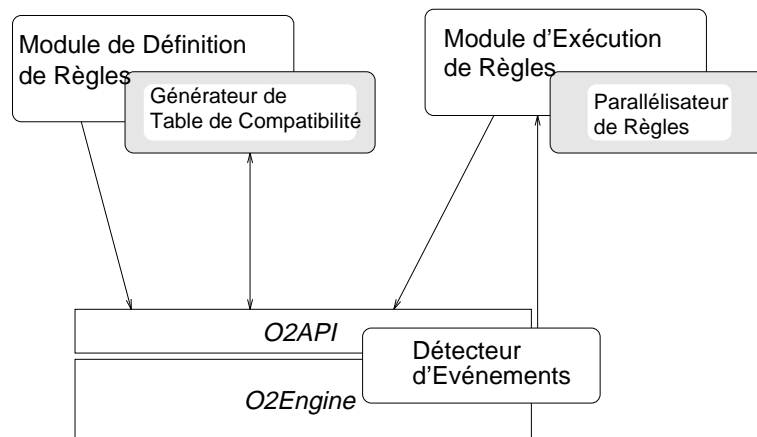 Module de Définition
de Règles
Générateur de
Table de Compatibilité
Module d'Exécution
de Règles
Parallélisateur
de Règles
O2API
Détecteur
d'Evénements
O2Engine